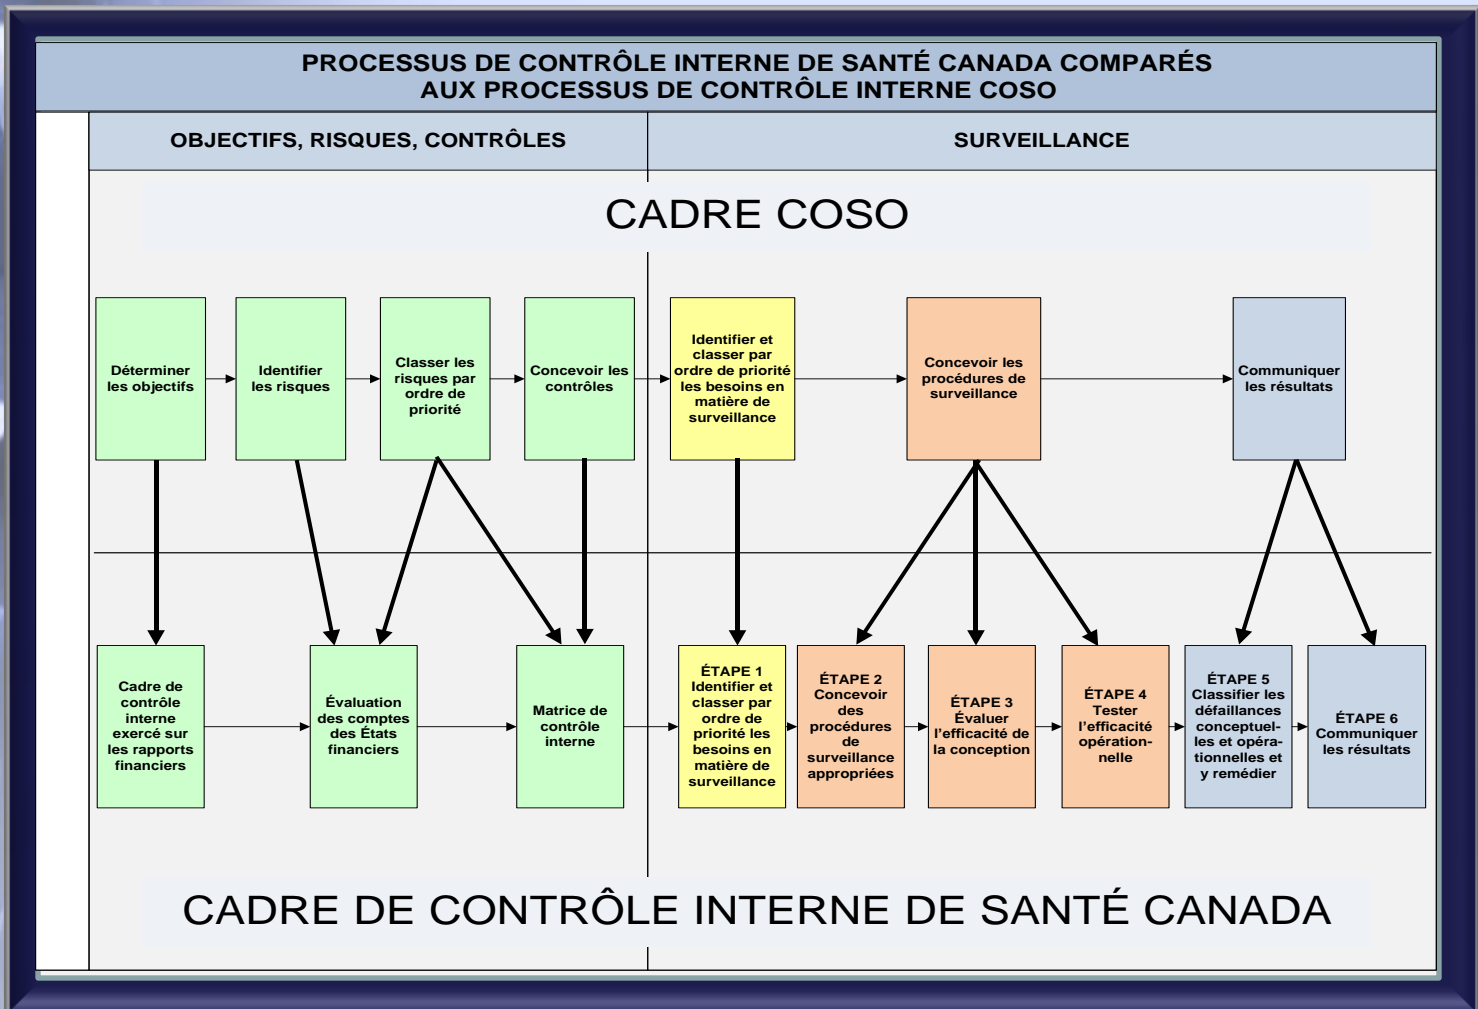 PROCESSUS DE CONTRÔLE INTERNE DE SANTÉ CANADA COMPARÉS
AUX PROCESSUS DE CONTRÔLE INTERNE COSO
OBJECTIFS, RISQUES, CONTRÔLES
SURVEILLANCE
CADRE COSO
Déterminer
les objectifs
Identifier
les risques
Classer les
risques par
ordre de
priorité
Concevoir les
contrôles
Identifier et
classer par
ordre de priorité
les besoins en
matière de
surveillance
Concevoir les
procédures de
surveillance
Communiquer
les résultats
Cadre de
contrôle
interne
exercé sur
les rapports
financiers
Évaluation
des comptes
des États
financiers
Matrice de
contrôle
interne
ÉTAPE 1
Identifier et
classer par
ordre de
priorité les
besoins en
matière de
surveillance
ÉTAPE 2
Concevoir
des
procédures
de
surveillance
appropriées
ÉTAPE 3
Évaluer
l’efficacité de
la conception
ÉTAPE 4
Tester
l’efficacité
opération-
nelle
ÉTAPE 5
Classifier les
défaillances
conceptuel-
les et opéra-
tionnelles et
y remédier
ÉTAPE 6
Communiquer
les résultats
CADRE DE CONTRÔLE INTERNE DE SANTÉ CANADA